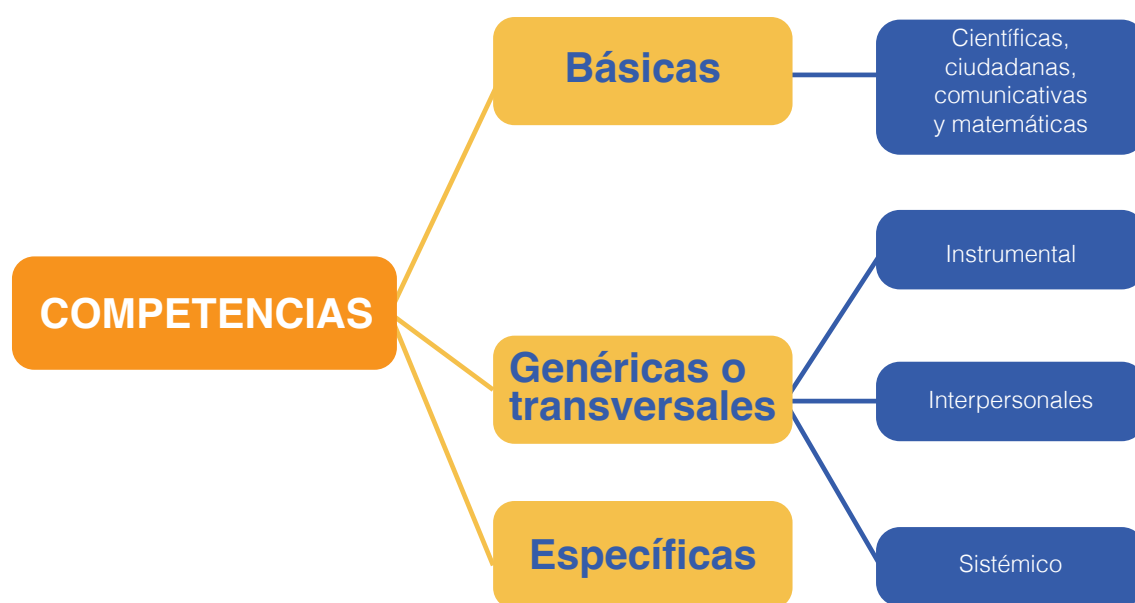 COMPETENCIAS
Básicas
Científicas,
ciudadanas,
comunicativas
y matemáticas
Genéricas o
transversales
Instrumental
Interpersonales
Sistémico
Específicas